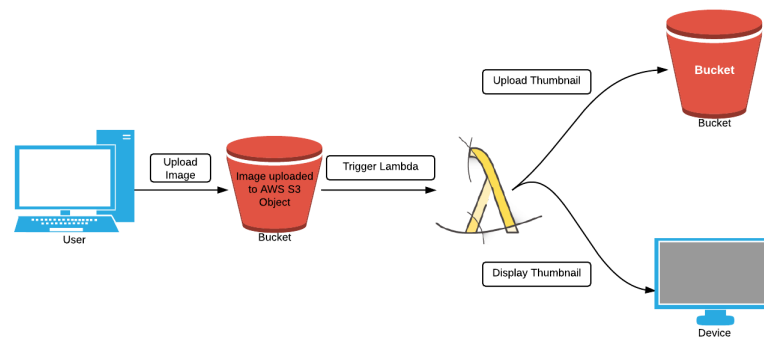 Upload
Image
User
Image uploaded
to AWS S3
Object
Bucket
Trigger Lambda
Upload Thumbnail
Bucket
Bucket
Display Thumbnail
Device